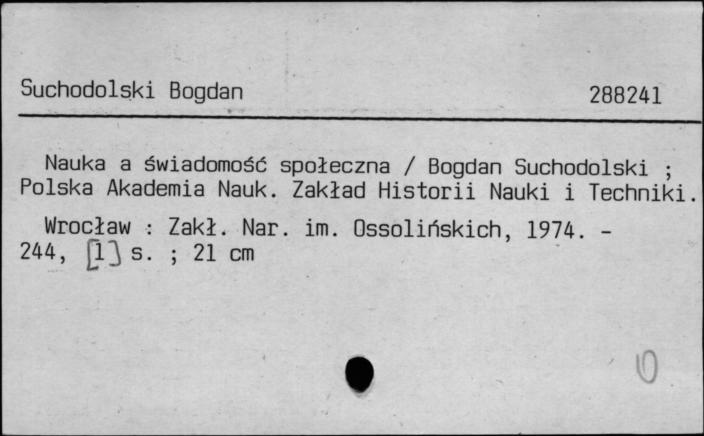 Suchodolski Bogdan 288241
Nauka a świadomość społeczna / Bogdan Suchodolski ;
Polska Akademia Nauk. Zakład Historii Nauki i Techniki.
Wrocław : Zakł. Nar. im. Ossolińskich, 1974. -
244, [1] s. ; 21 cm